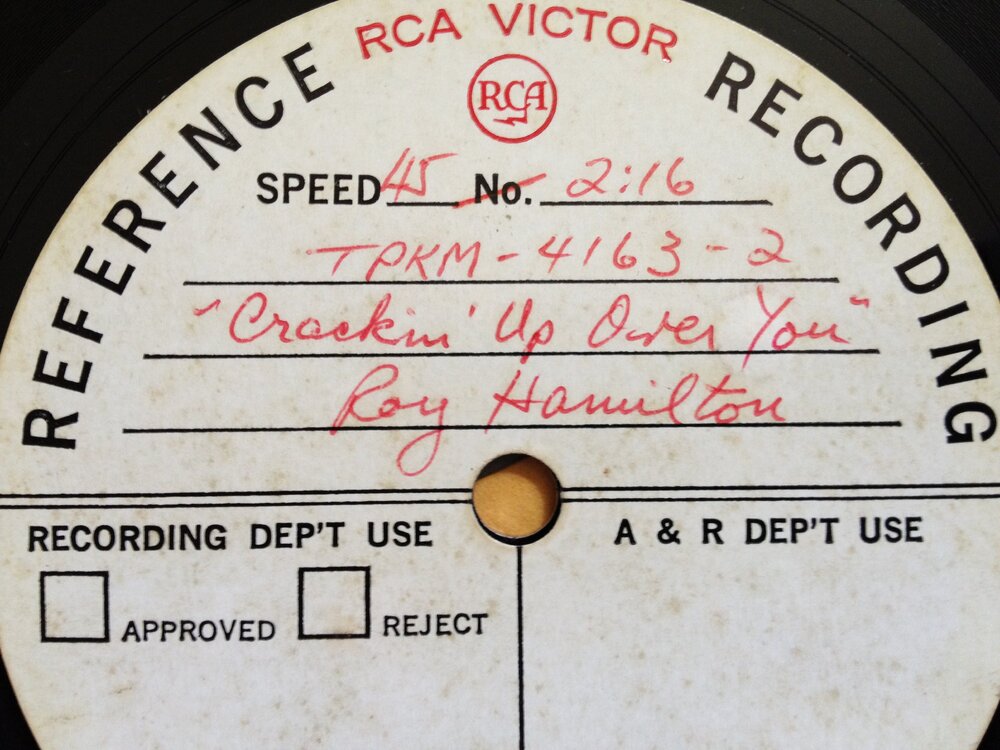 RCA VICTOR
RCA
REFERENCE RECORDING
SPEED 45 No. 2:16
TPKM-4163-2
"Crackin' Up Over You"
Roy Hamilton
RECORDING DEP'T USE
A & R DEP'T USE
APPROVED
REJECT